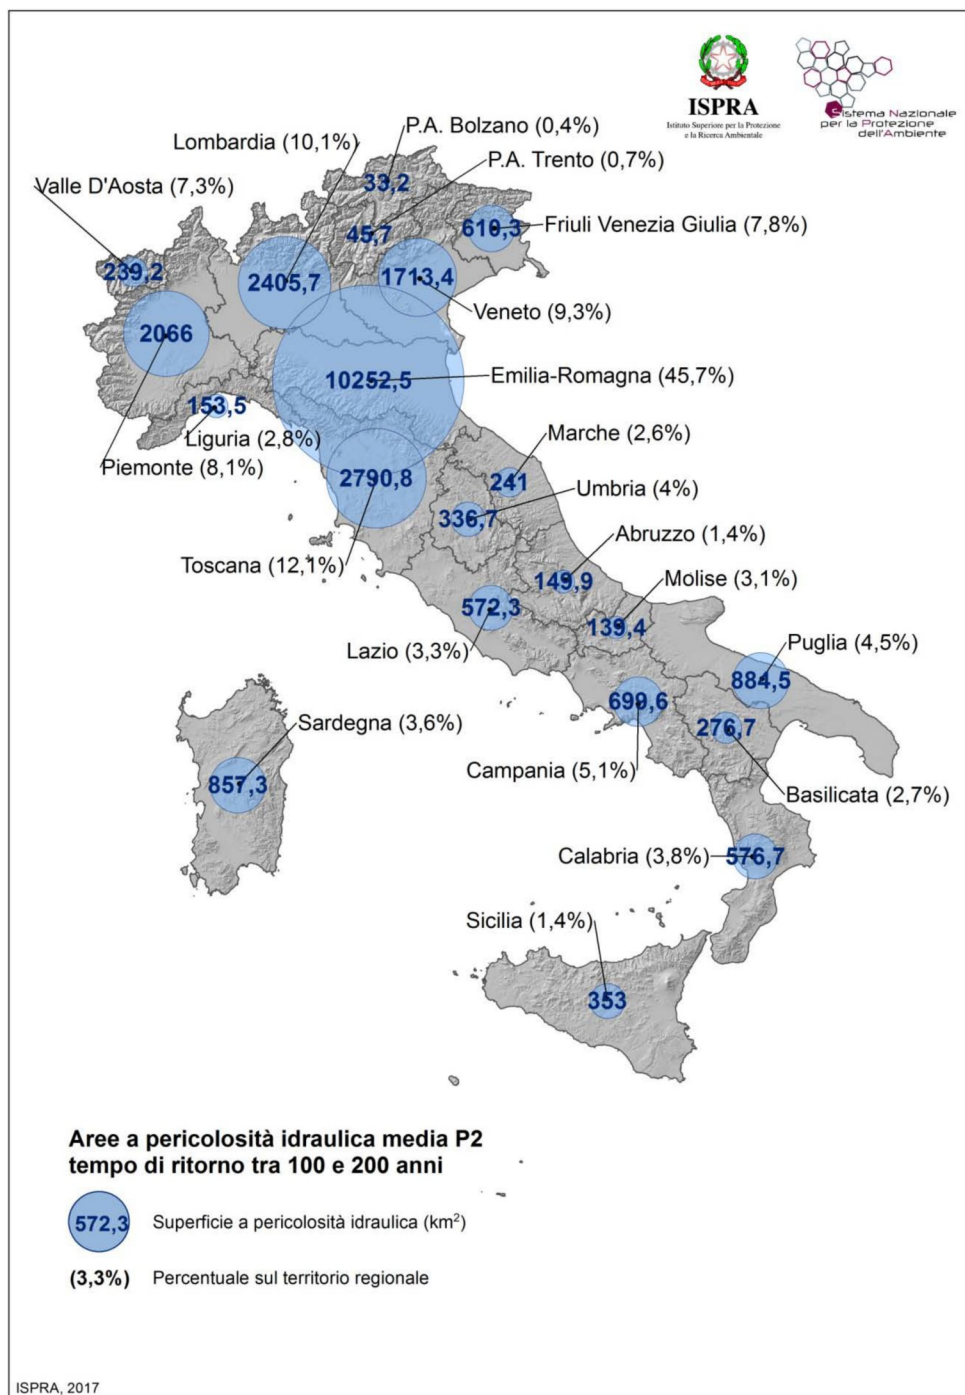 ISPRA
Istituto Superiore per la Protezione
e la Ricerca Ambientale
Sistema Nazionale
per la Protezione
dell'Ambiente
P.A. Bolzano (0,4%)
33,2
Lombardia (10,1%)
2405,7
P.A. Trento (0,7%)
45,7
Valle D'Aosta (7,3%)
239,2
Friuli Venezia Giulia (7,8%)
610,3
1713,4
Veneto (9,3%)
2066
Piemonte (8,1%)
10252,5
Emilia-Romagna (45,7%)
153,5
Liguria (2,8%)
Marche (2,6%)
241
2790,8
Toscana (12,1%)
Umbria (4%)
336,7
Abruzzo (1,4%)
149,9
Molise (3,1%)
139,4
572,3
Lazio (3,3%)
Puglia (4,5%)
884,5
699,6
Campania (5,1%)
276,7
Basilicata (2,7%)
Sardegna (3,6%)
857,3
Calabria (3,8%)
576,7
Sicilia (1,4%)
353
Aree a pericolosità idraulica media P2
tempo di ritorno tra 100 e 200 anni
572,3 Superficie a pericolosità idraulica (km²)
(3,3%) Percentuale sul territorio regionale
ISPRA, 2017